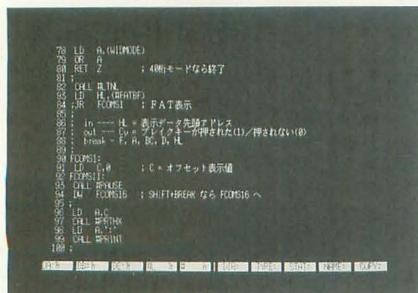 78 LD A,(WIDMODE)
79 OR A
80 RET Z ; 40桁モードなら終了
81 ;
82 CALL #LTNL
83 LD HL,(#FATBF)
84 ;JR FCOMS1 ; FAT表示
85 ;
86 ; in --- HL = 表示データ先頭アドレス
87 ; out --- Cy = ブレイクキーが押された(1)/押されない(0)
88 ; break - F, A, BC, D, HL
89 ;
90 FCOMS1:
91 LD C,0 ; C = オフセット表示値
92 FCOMS11:
93 CALL #PAUSE
94 DW FCOMS16 ; SHIFT+BREAK なら FCOMS16 へ
95 ;
96 LD A,C
97 CALL #PRTHX
98 LD A,':'
99 CALL #PRINT
100 ;